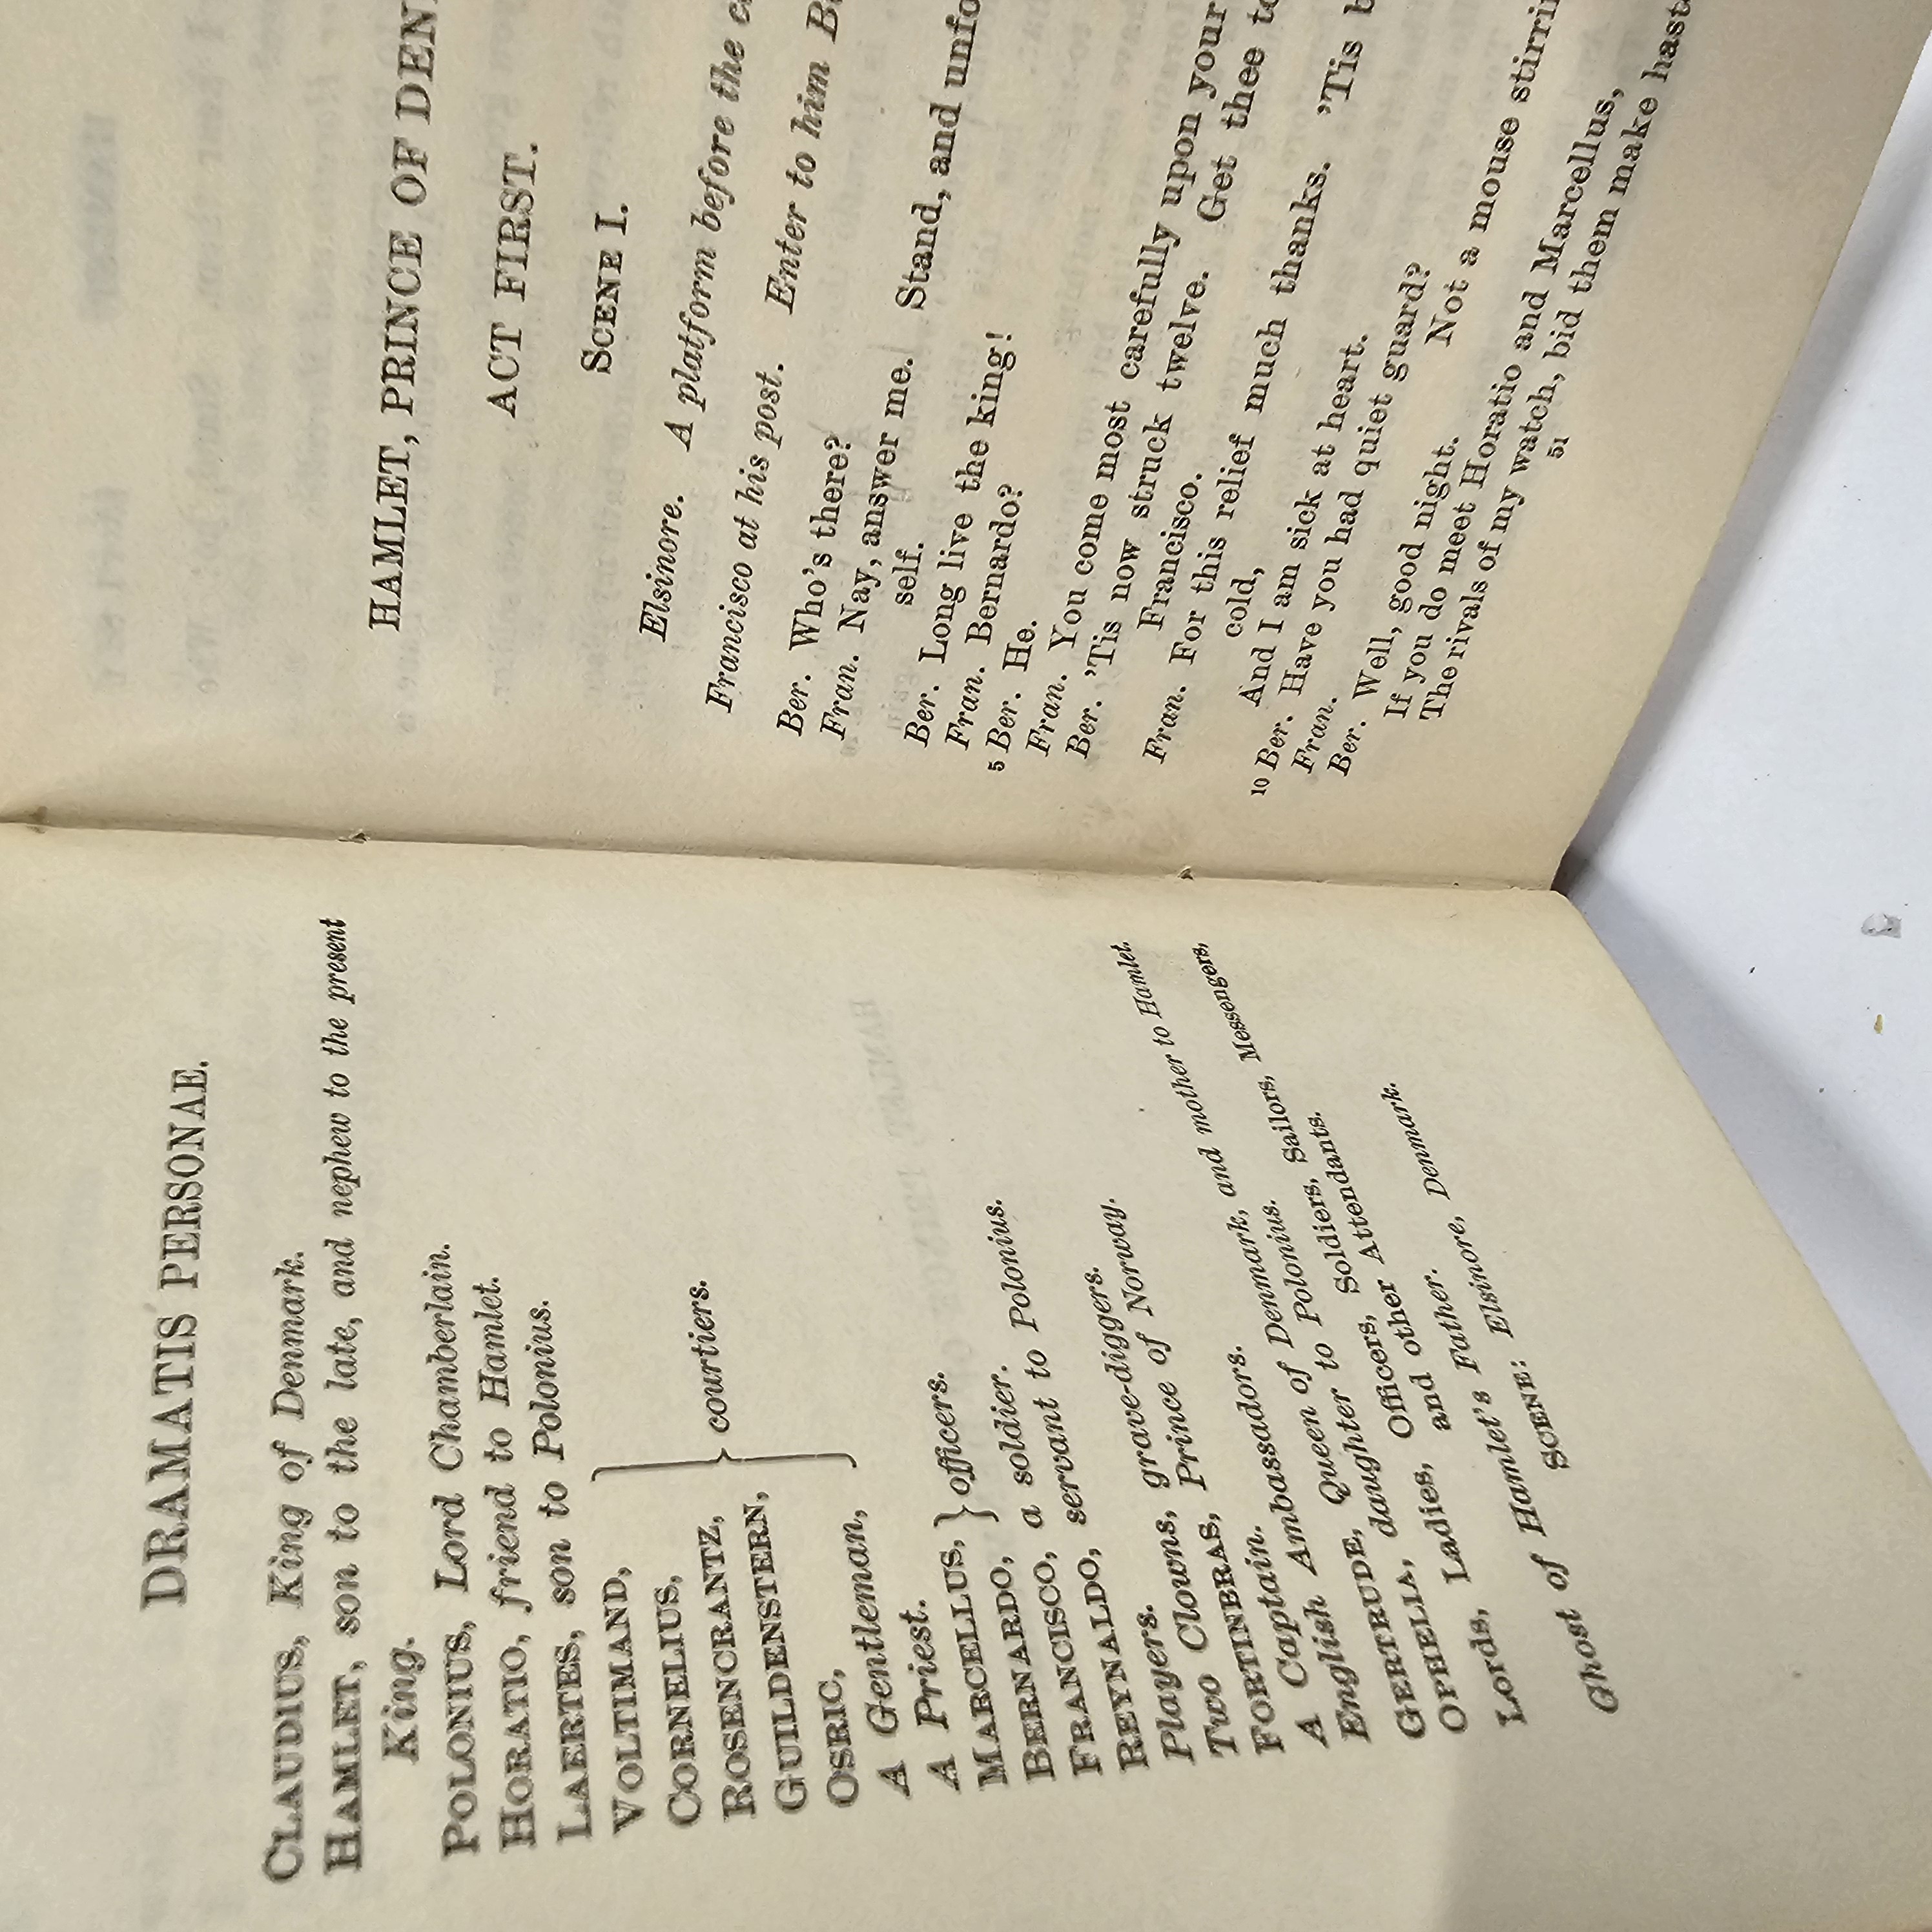 DRAMATIS PERSONAE.
CLAUDIUS, King of Denmark.
HAMLET, son to the late, and nephew to the present
King.
POLONIUS, Lord Chamberlain.
HORATIO, friend to Hamlet.
LAERTES, son to Polonius.
VOLTIMAND,
CORNELIUS,
ROSENCRANTZ,
courtiers.
GUILDENSTERN,
OSRIC,
A Gentleman,
A Priest.
MARCELLUS,
officers.
BERNARDO,
FRANCISCO, a soldier.
REYNALDO, servant to Polonius.
Players.
Two Clowns, grave-diggers.
FORTINBRAS, Prince of Norway.
A Captain.
English Ambassadors.
GERTRUDE, Queen of Denmark, and mother to Hamlet.
OPHELIA, daughter to Polonius.
Lords, Ladies, Officers, Soldiers, Sailors, Messengers,
and other Attendants.
Ghost of Hamlet's Father.
SCENE: Elsinore, Denmark.
HAMLET, PRINCE OF DEN
ACT FIRST.
SCENE I.
Elsinore. A platform before the c
Francisco at his post. Enter to him B
Ber. Who's there?
Fran. Nay, answer me. Stand, and unfo
self.
Ber. Long live the king!
Fran. Bernardo?
5 Ber. He.
Fran. You come most carefully upon your
Ber. 'Tis now struck twelve. Get thee to
Francisco.
Fran. For this relief much thanks. 'Tis b
cold,
And I am sick at heart.
10 Ber. Have you had quiet guard?
Fran. Not a mouse stirri
Ber. Well, good night.
If you do meet Horatio and Marcellus,
The rivals of my watch, bid them make hast
51